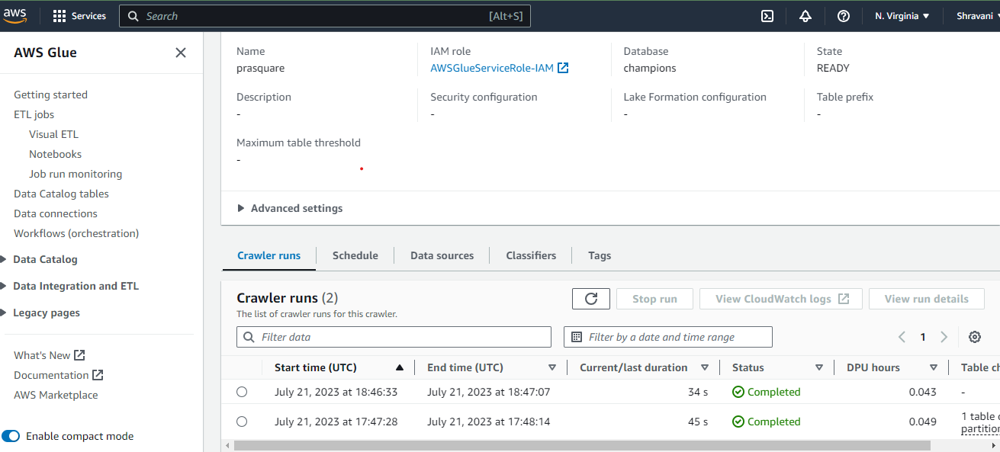 aws Services Search [Alt+S] N. Virginia Shravani
AWS Glue
Getting started
ETL jobs
Visual ETL
Notebooks
Job run monitoring
Data Catalog tables
Data connections
Workflows (orchestration)
Data Catalog
Data Integration and ETL
Legacy pages
What's New
Documentation
AWS Marketplace
Enable compact mode
Name IAM role Database State
prasquare AWSGlueServiceRole-IAM champions READY
Description Security configuration Lake Formation configuration Table prefix
- - - -
Maximum table threshold
-
Advanced settings
Crawler runs Schedule Data sources Classifiers Tags
Crawler runs (2) Stop run View CloudWatch logs View run details
The list of crawler runs for this crawler.
Filter data Filter by a date and time range 1
Start time (UTC) End time (UTC) Current/last duration Status DPU hours Table
July 21, 2023 at 18:46:33 July 21, 2023 at 18:47:07 34 s Completed 0.043 -
July 21, 2023 at 17:47:28 July 21, 2023 at 17:48:14 45 s Completed 0.049 1 table